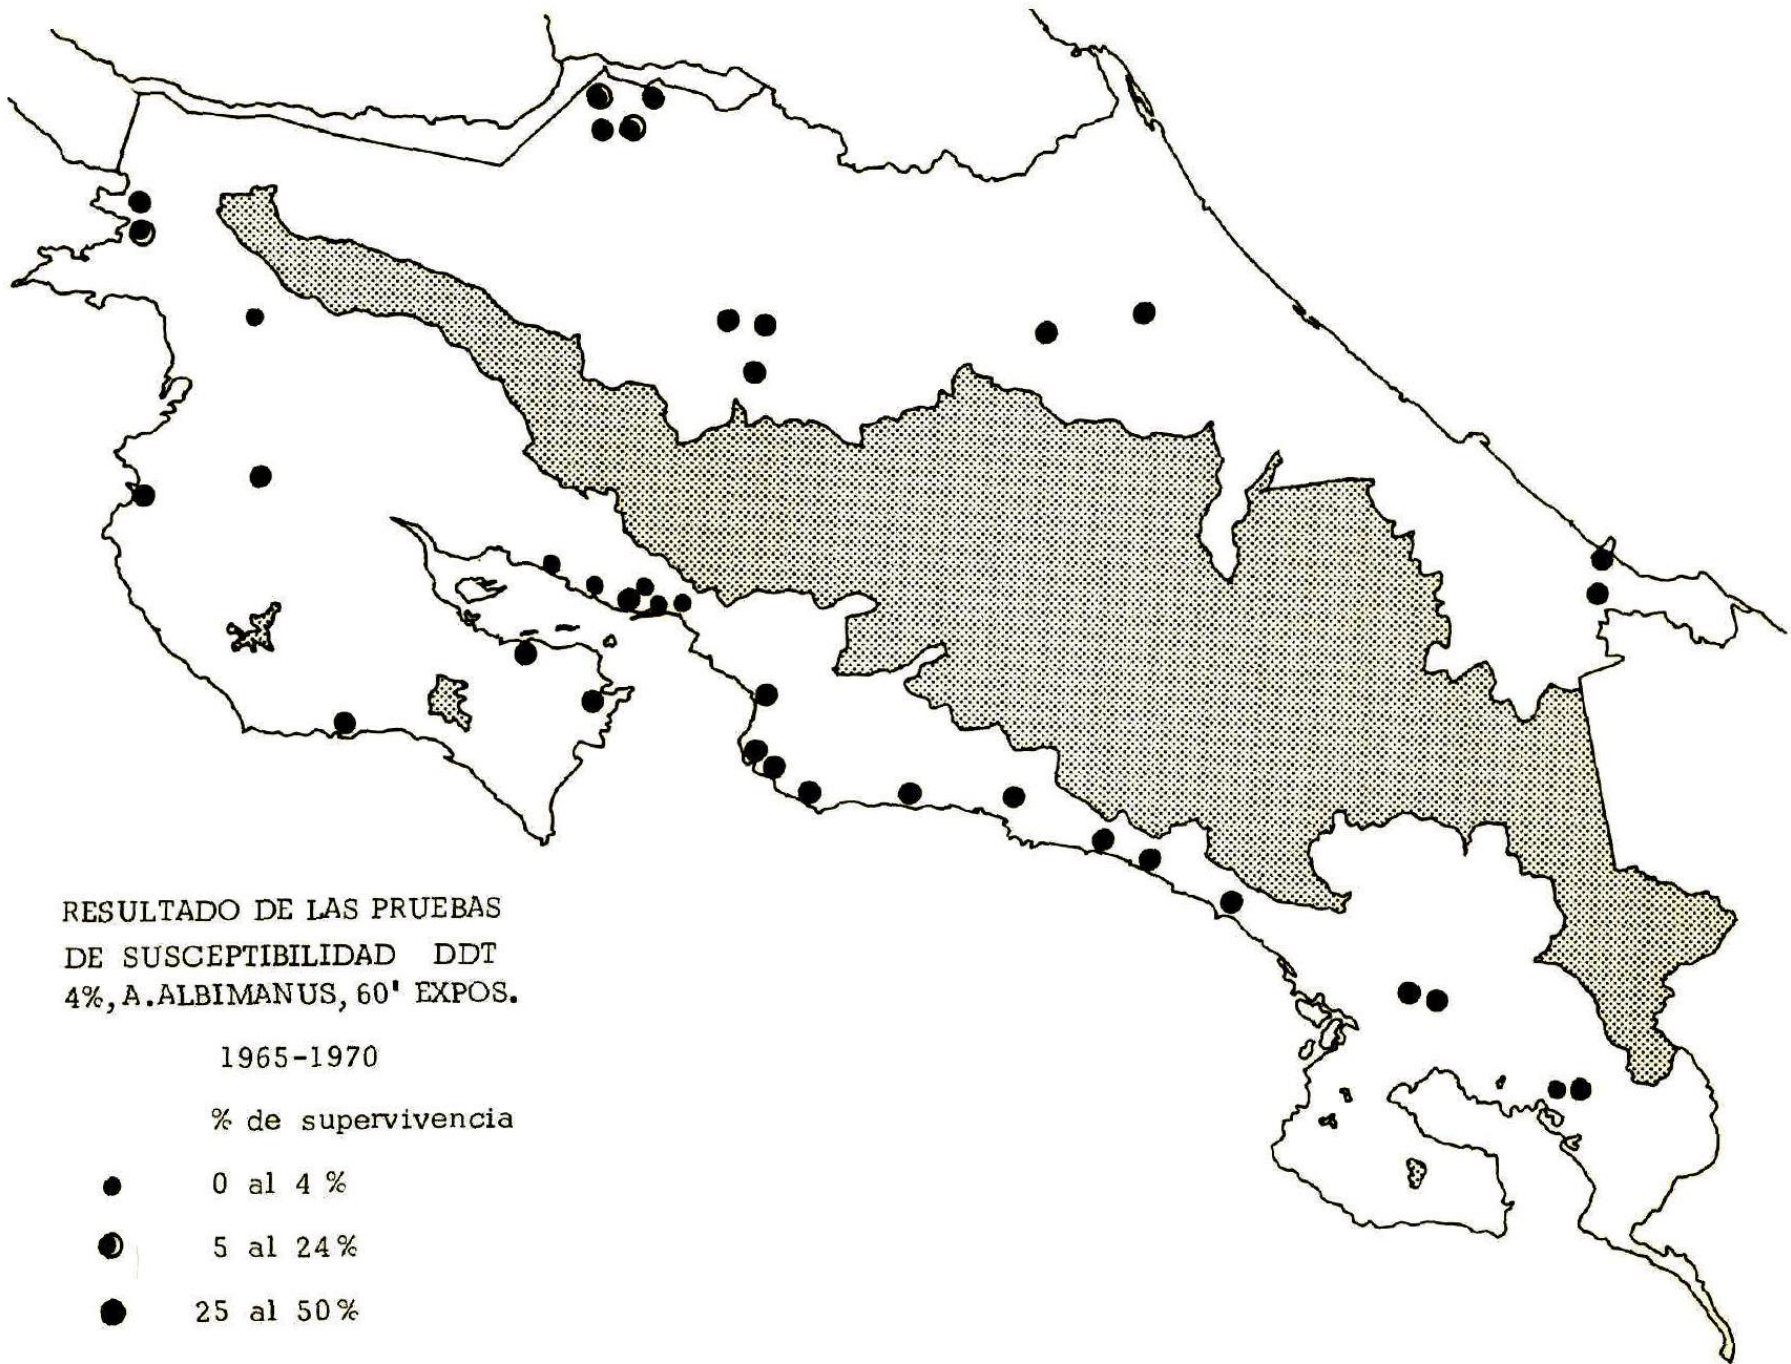 RESULTADO DE LAS PRUEBAS
DE SUSCEPTIBILIDAD DDT
4%, A.ALBIMANUS, 60' EXPOS.
1965-1970
% de supervivencia
0 al 4 %
5 al 24%
25 al 50%